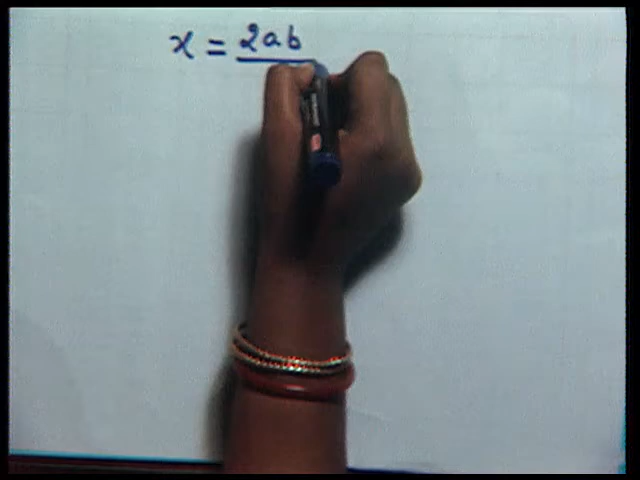 x = 2ab